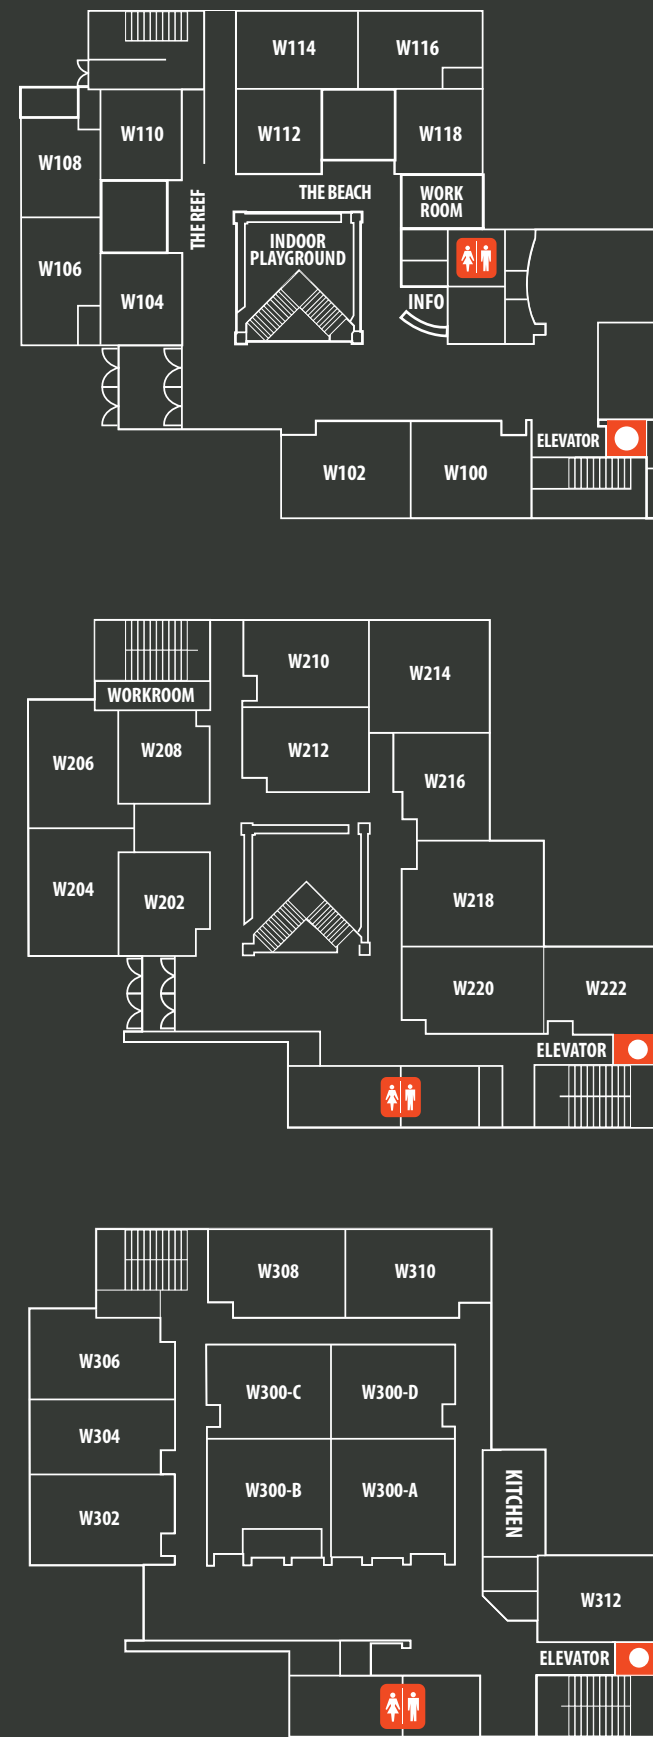 W114
W116
W110
W112
W118
W108
THE BEACH
WORK
ROOM
THE REEF
INDOOR
PLAYGROUND
W106
W104
INFO
ELEVATOR
W102
W100
W210
W214
WORKROOM
W208
W212
W206
W216
W204
W202
W218
W220
W222
ELEVATOR
W308
W310
W306
W300-C
W300-D
W304
W300-B
W300-A
KITCHEN
W302
W312
ELEVATOR